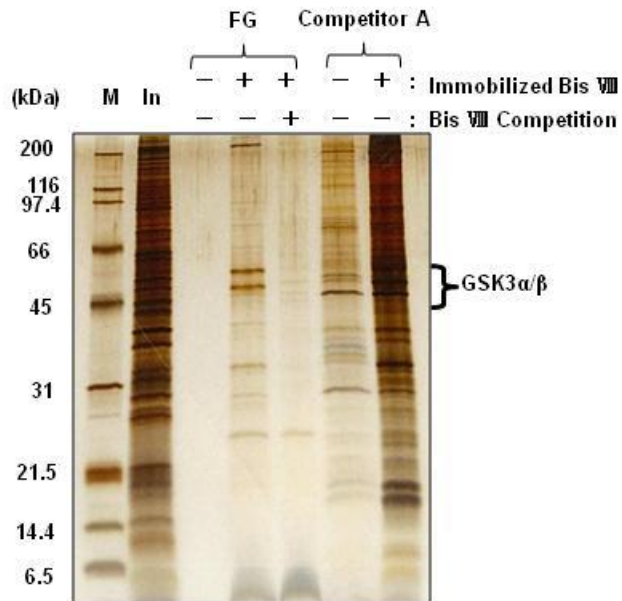 FG Competitor A
− + + − + : Immobilized Bis Ⅷ
(kDa) M In − − + − − : Bis Ⅷ Competition
200
116
97.4
66
GSK3α/β
45
31
21.5
14.4
6.5